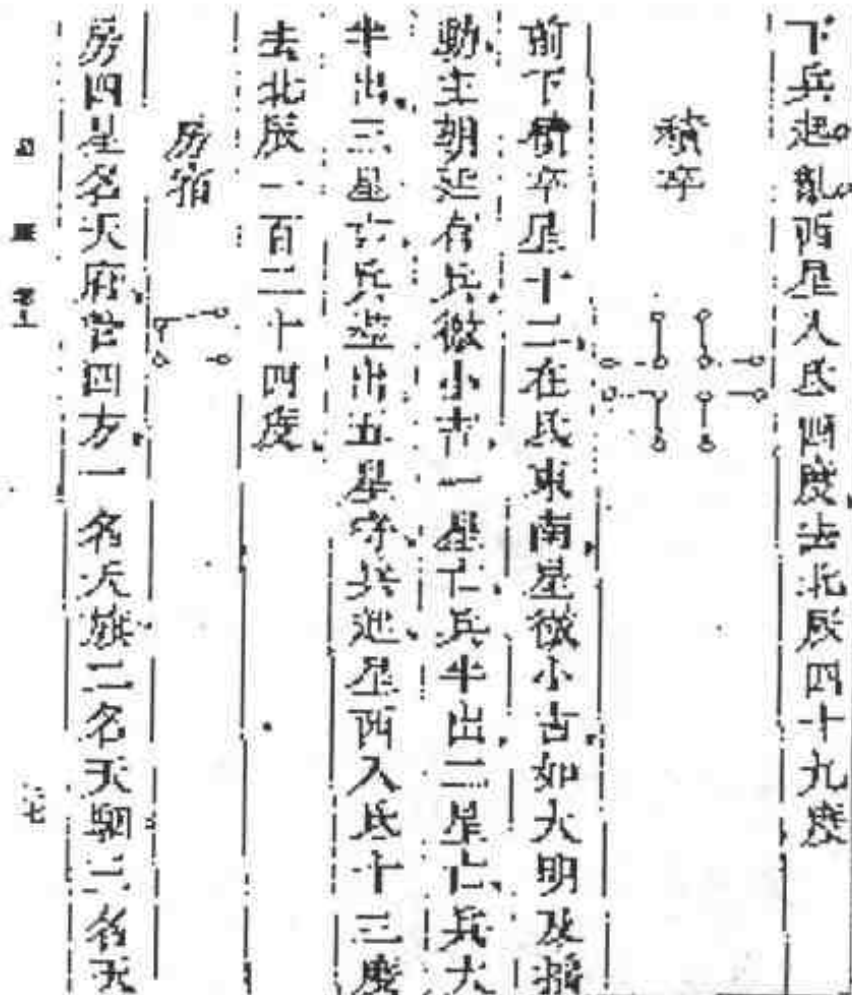 下兵起亂西星入氐四度去北辰四十九度
積卒
前下積卒星十二在氐東南星微小吉如大明及搖
動主朝廷有兵微小吉一星亡兵半出二星亡兵大
半出三星亡兵盡出五星守兵起星西入氐十三度
去北辰一百二十四度
房宿
房四星名天府管四方一名天旗二名天駟三名天
七